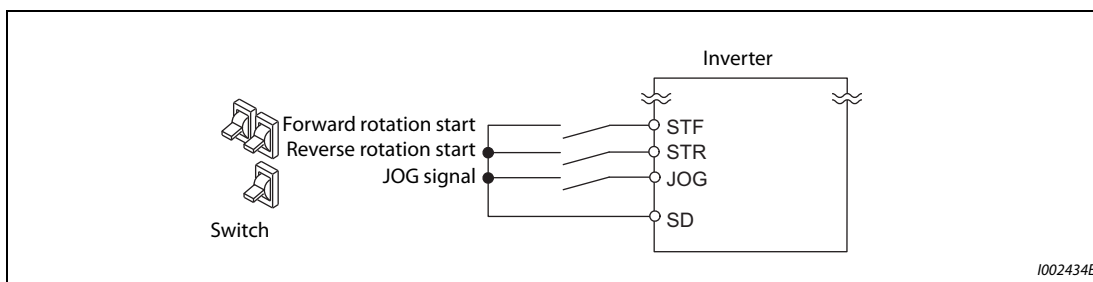 Inverter
Forward rotation start
STF
Reverse rotation start
STR
JOG signal
JOG
SD
Switch
I002434E